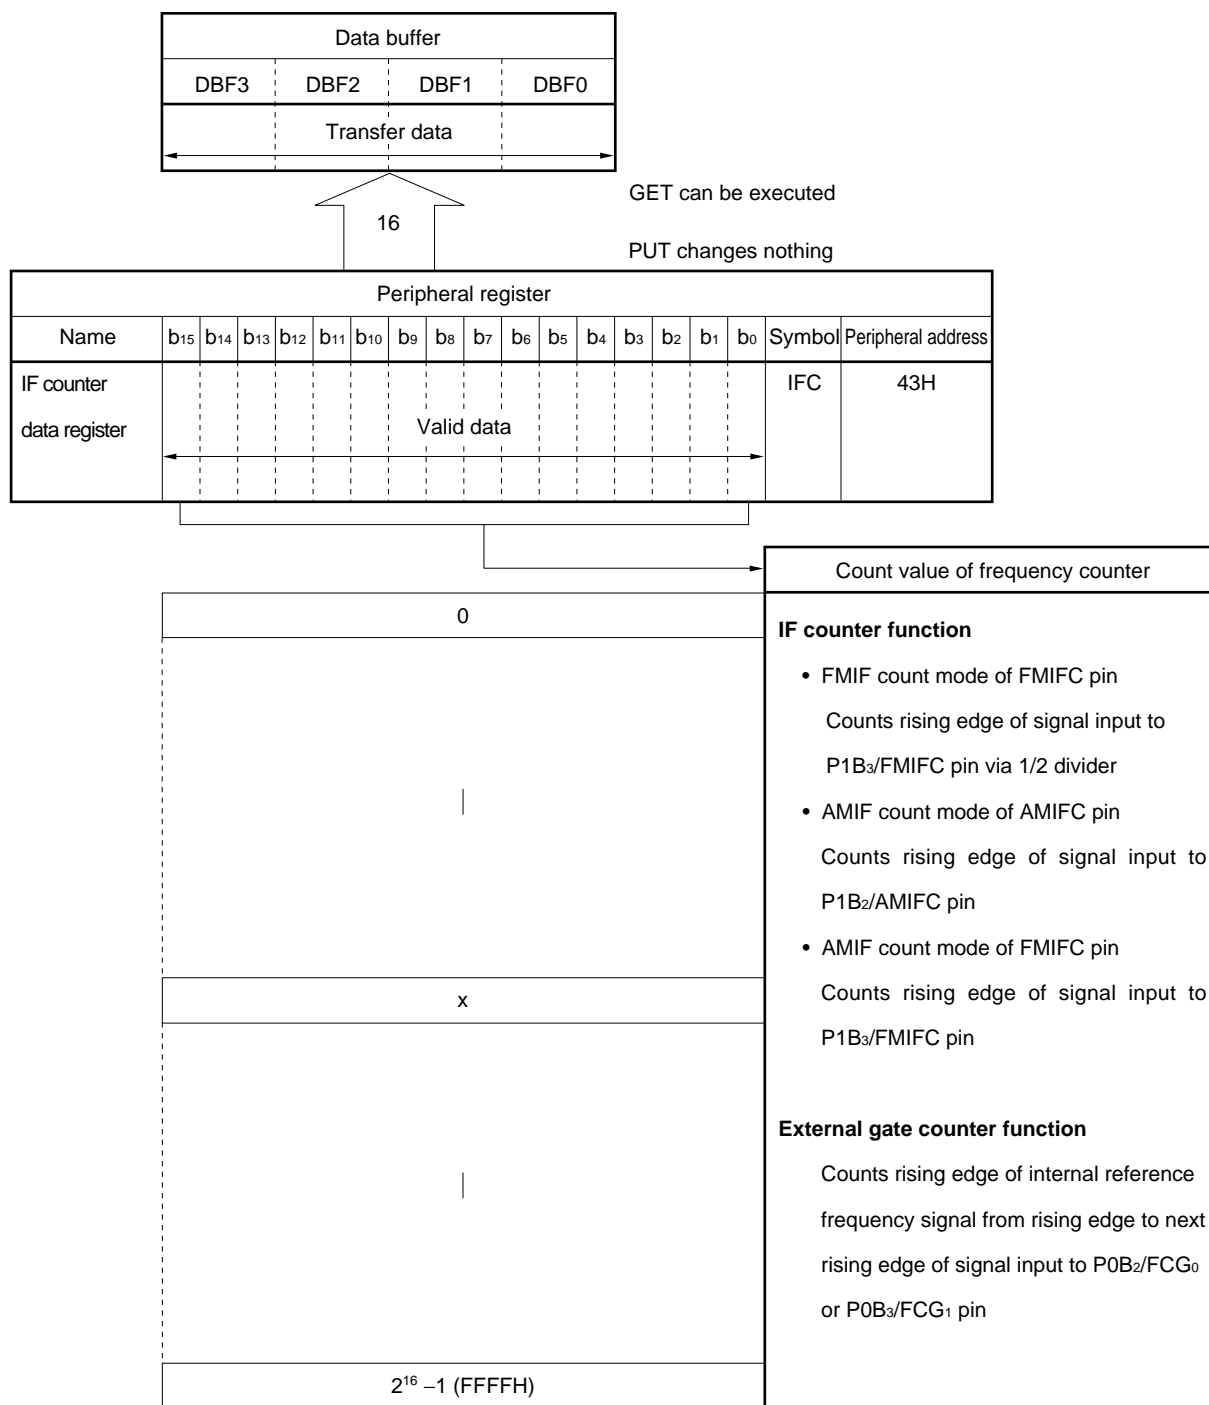 Data buffer
DBF3 DBF2 DBF1 DBF0
Transfer data
GET can be executed
16
PUT changes nothing
Peripheral register
Name b15 b14 b13 b12 b11 b10 b9 b8 b7 b6 b5 b4 b3 b2 b1 b0 Symbol Peripheral address
IF counter IFC 43H
data register Valid data
Count value of frequency counter
0
IF counter function
• FMIF count mode of FMIFC pin
Counts rising edge of signal input to
P1B3/FMIFC pin via 1/2 divider
• AMIF count mode of AMIFC pin
Counts rising edge of signal input to
P1B2/AMIFC pin
• AMIF count mode of FMIFC pin
x
Counts rising edge of signal input to
P1B3/FMIFC pin
External gate counter function
Counts rising edge of internal reference
frequency signal from rising edge to next
rising edge of signal input to P0B2/FCG0
or P0B3/FCG1 pin
2^16 –1 (FFFFH)